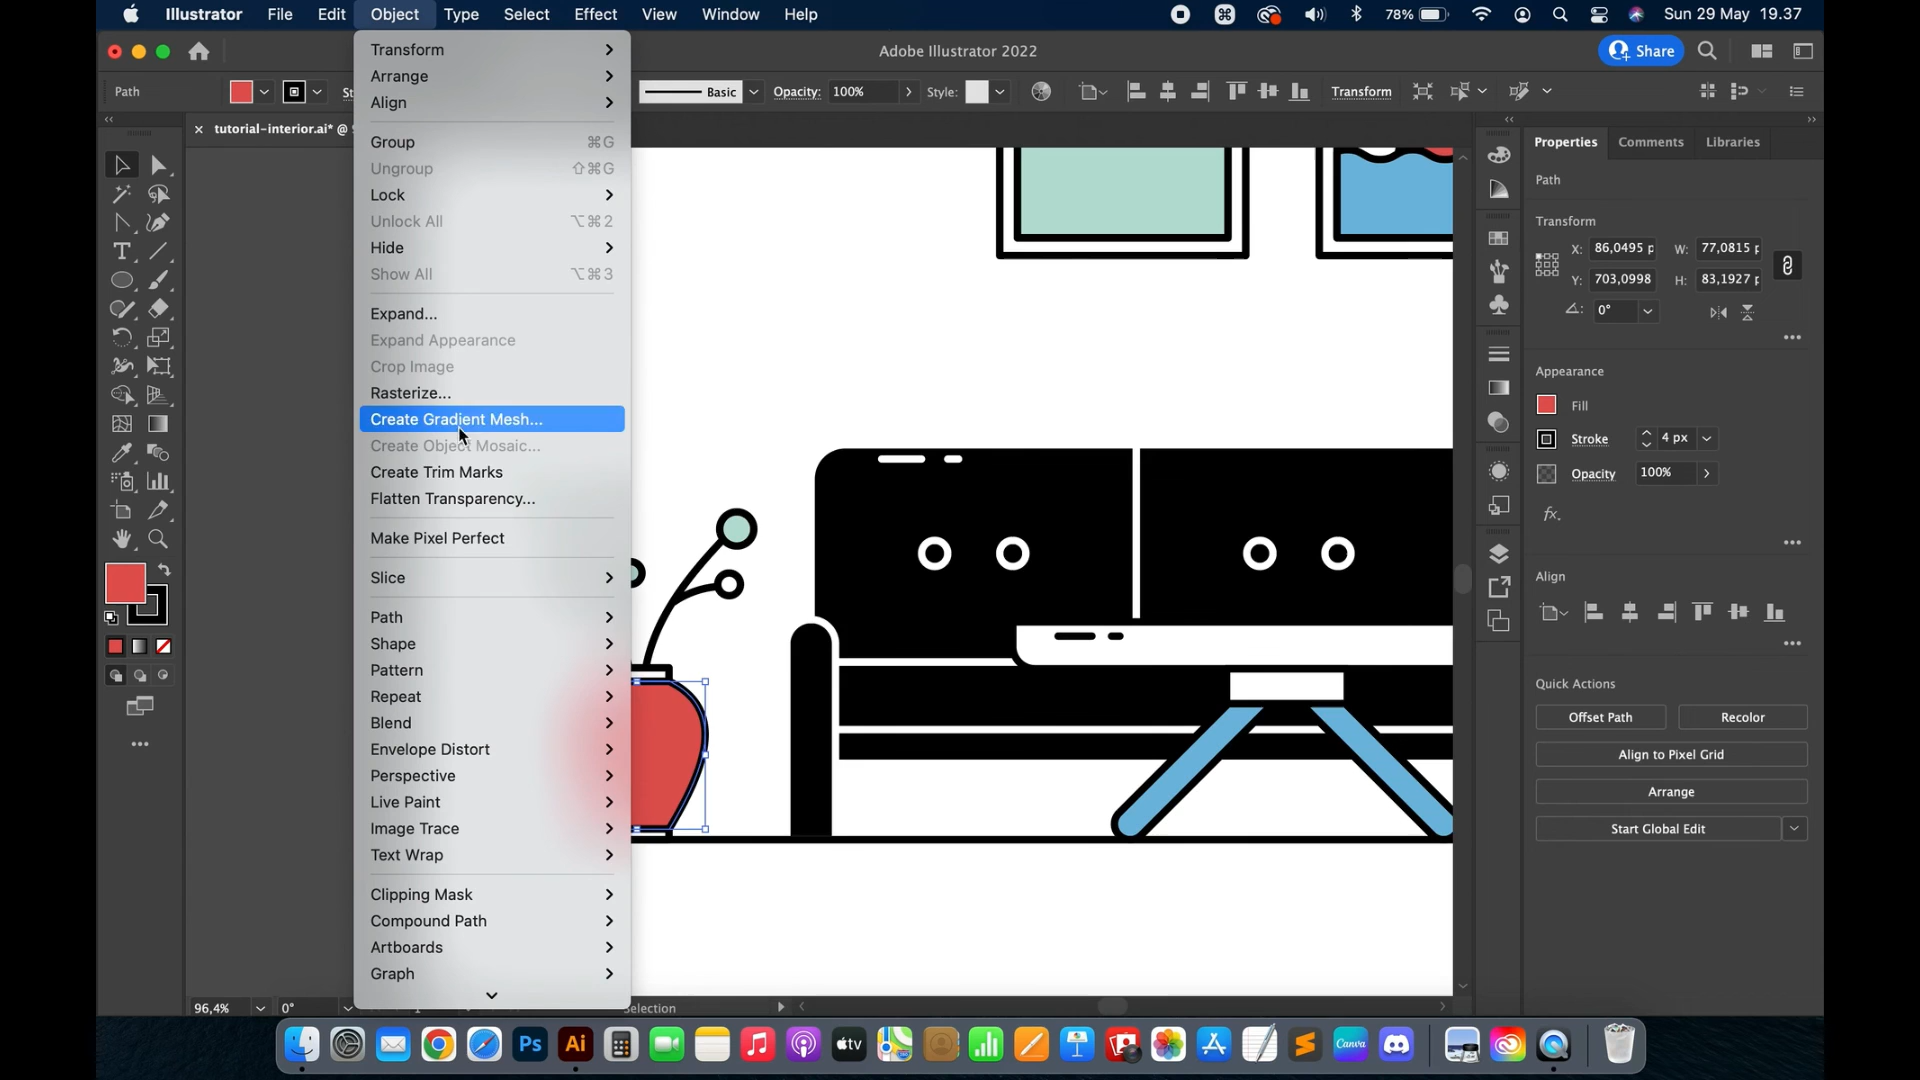 Illustrator File Edit Object Type Select Effect View Window Help 78% Sun 29 May 19.37
Adobe Illustrator 2022 Share
Path Basic Opacity: 100% Style: Transform
× tutorial-interior.ai* @
Transform
Arrange
Align
Group ⌘G
Ungroup ⇧⌘G
Lock
Unlock All ⌥⌘2
Hide
Show All ⌥⌘3
Expand...
Expand Appearance
Crop Image
Rasterize...
Create Gradient Mesh...
Create Object Mosaic...
Create Trim Marks
Flatten Transparency...
Make Pixel Perfect
Slice
Path
Shape
Pattern
Repeat
Blend
Envelope Distort
Perspective
Live Paint
Image Trace
Text Wrap
Clipping Mask
Compound Path
Artboards
Graph
96,4% 0° Selection
Properties Comments Libraries
Path
Transform
X: 86,0495 W: 77,0815
Y: 703,0998 H: 83,1927
0°
Appearance
Fill
Stroke 4 px
Opacity 100%
fx.
Align
Quick Actions
Offset Path Recolor
Align to Pixel Grid
Arrange
Start Global Edit
Ps Ai tv Canva